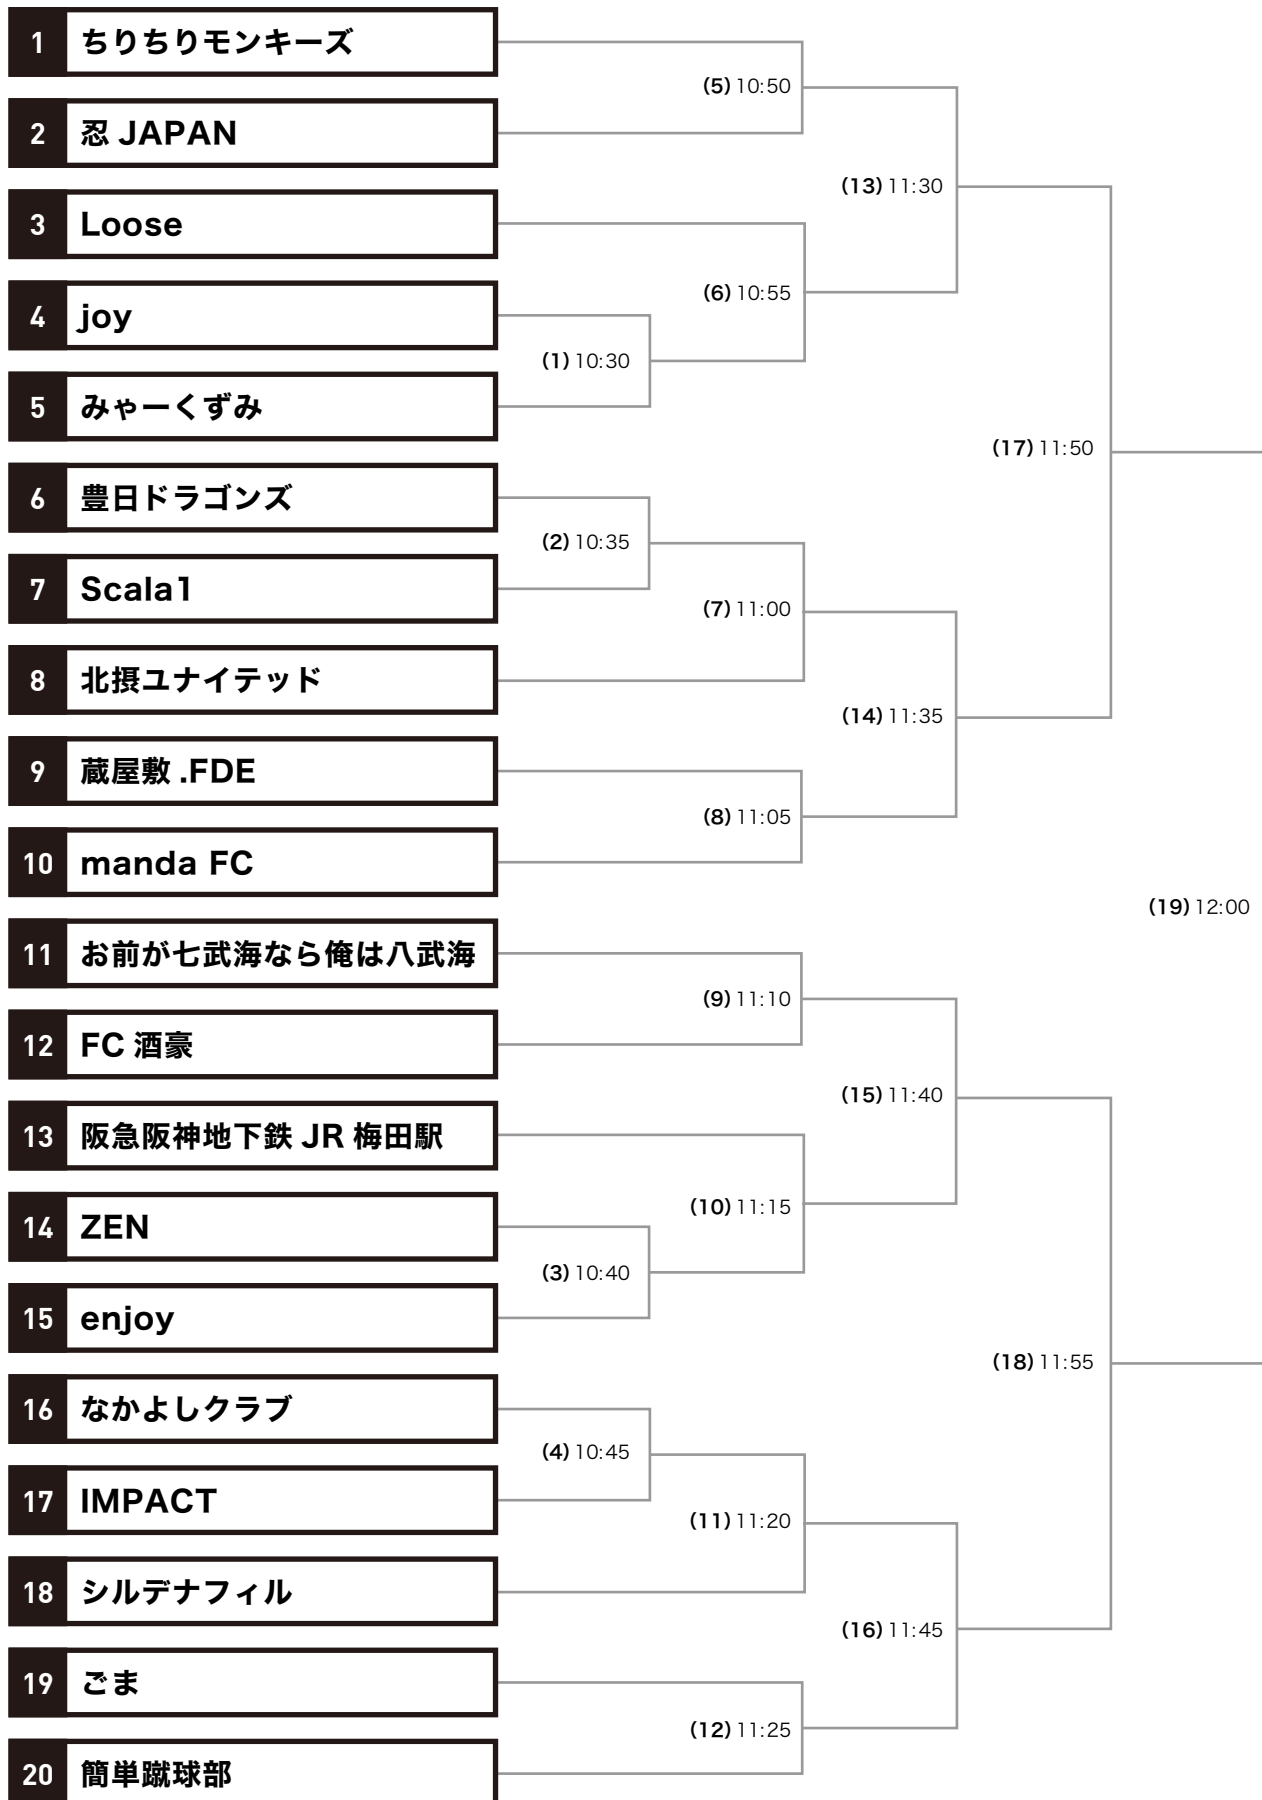 1 ちりちりモンキーズ
(5) 10:50
2 忍 JAPAN
(13) 11:30
3 Loose
(6) 10:55
4 joy
(1) 10:30
5 みゃーくずみ
(17) 11:50
6 豊日ドラゴンズ
(2) 10:35
7 Scala1
(7) 11:00
8 北摂ユナイテッド
(14) 11:35
9 蔵屋敷 .FDE
(8) 11:05
10 manda FC
(19) 12:00
11 お前が七武海なら俺は八武海
(9) 11:10
12 FC 酒豪
(15) 11:40
13 阪急阪神地下鉄 JR 梅田駅
(10) 11:15
14 ZEN
(3) 10:40
15 enjoy
(18) 11:55
16 なかよしクラブ
(4) 10:45
17 IMPACT
(11) 11:20
18 シルデナフィル
(16) 11:45
19 ごま
(12) 11:25
20 簡単蹴球部